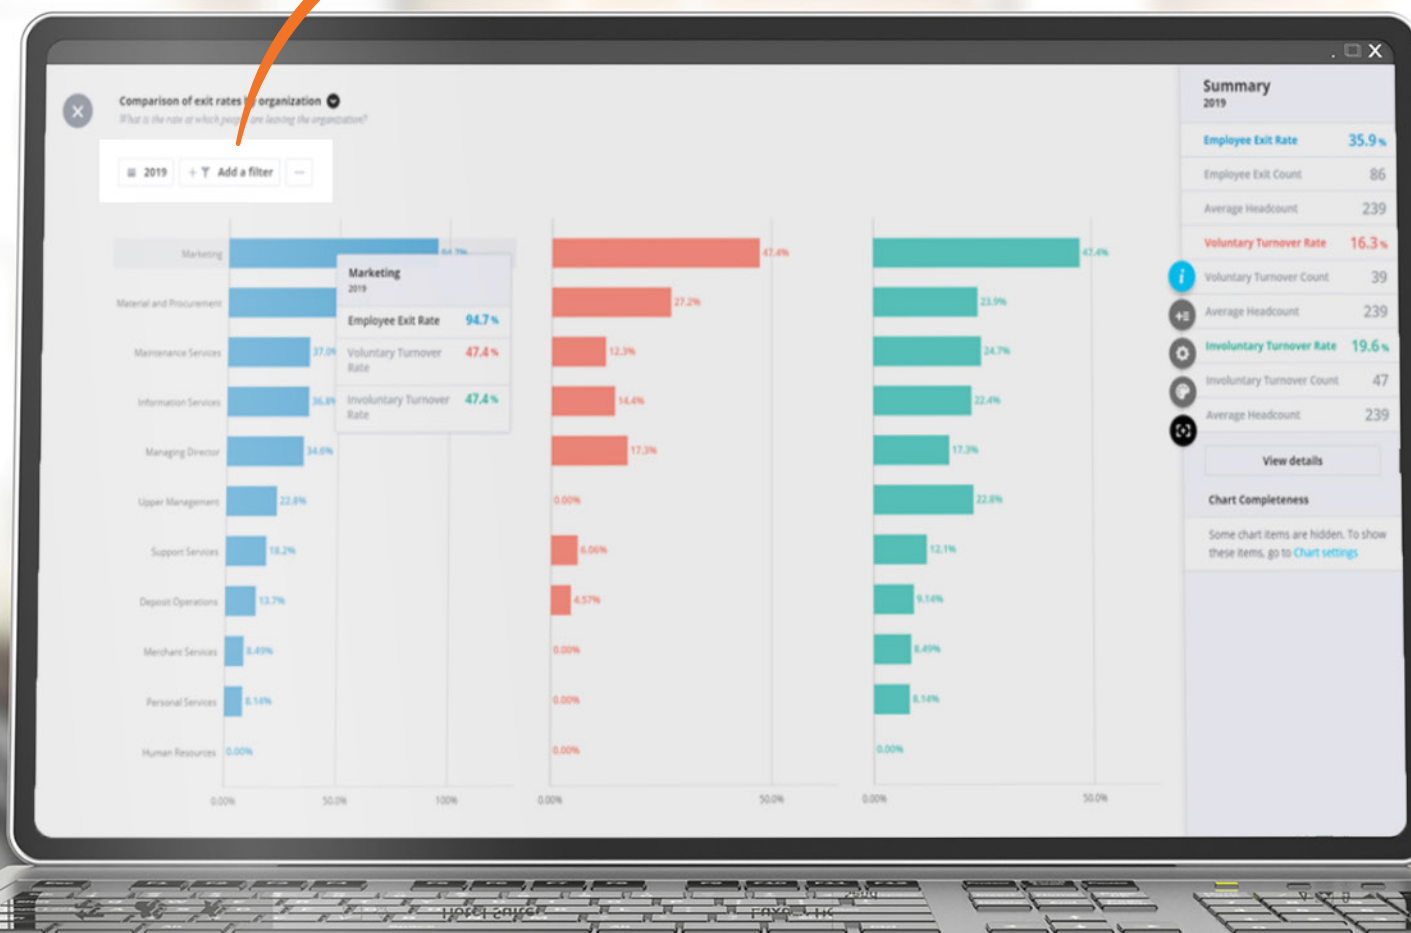 X
Comparison of exit rates by organization
What is the rate at which people are leaving the organization?
2019
Add a filter
Marketing
94.7%
47.4%
47.4%
Material and Procurement
27.2%
23.9%
Maintenance Services
37.0%
12.3%
24.7%
Information Services
36.8%
14.4%
22.4%
Managing Director
34.6%
17.3%
17.3%
Upper Management
22.8%
0.00%
22.8%
Support Services
18.2%
6.06%
12.1%
Deposit Operations
13.7%
4.57%
9.14%
Merchant Services
8.49%
0.00%
8.49%
Personal Services
8.14%
0.00%
8.14%
Human Resources
0.00%
0.00%
0.00%
0.00%
50.0%
100%
0.00%
50.0%
0.00%
50.0%
Marketing
2019
Employee Exit Rate 94.7%
Voluntary Turnover 47.4%
Rate
Involuntary Turnover 47.4%
Rate
Summary
2019
Employee Exit Rate 35.9%
Employee Exit Count 86
Average Headcount 239
Voluntary Turnover Rate 16.3%
Voluntary Turnover Count 39
Average Headcount 239
Involuntary Turnover Rate 19.6%
Involuntary Turnover Count 47
Average Headcount 239
View details
Chart Completeness
Some chart items are hidden. To show
these items, go to Chart settings